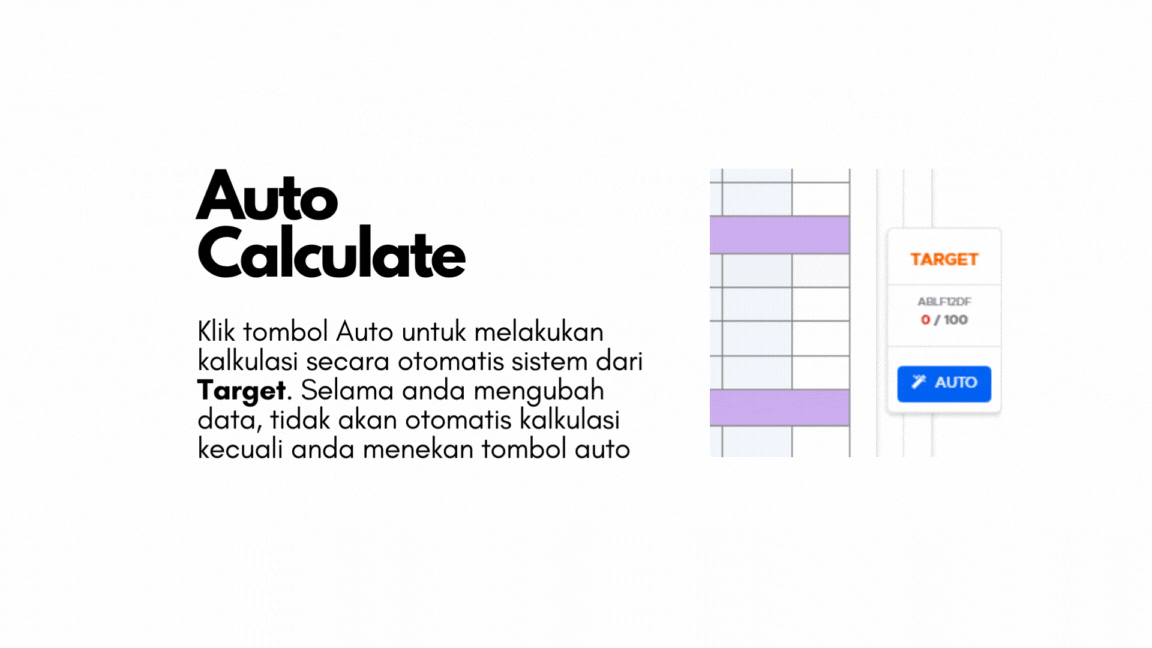 Auto
Calculate
Klik tombol Auto untuk melakukan
kalkulasi secara otomatis sistem dari
Target. Selama anda mengubah
data, tidak akan otomatis kalkulasi
kecuali anda menekan tombol auto
TARGET
ABLF12DF
0 / 100
AUTO